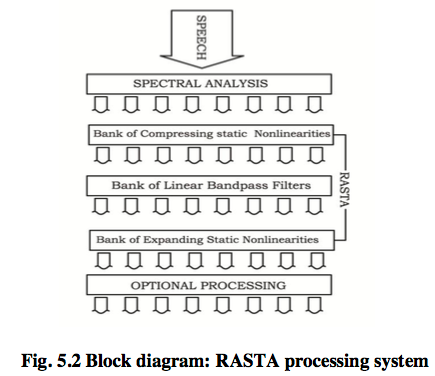 SPEECH
SPECTRAL ANALYSIS
Bank of Compressing static Nonlinearities
Bank of Linear Bandpass Filters
RASTA
Bank of Expanding Static Nonlinearities
OPTIONAL PROCESSING
Fig. 5.2 Block diagram: RASTA processing system